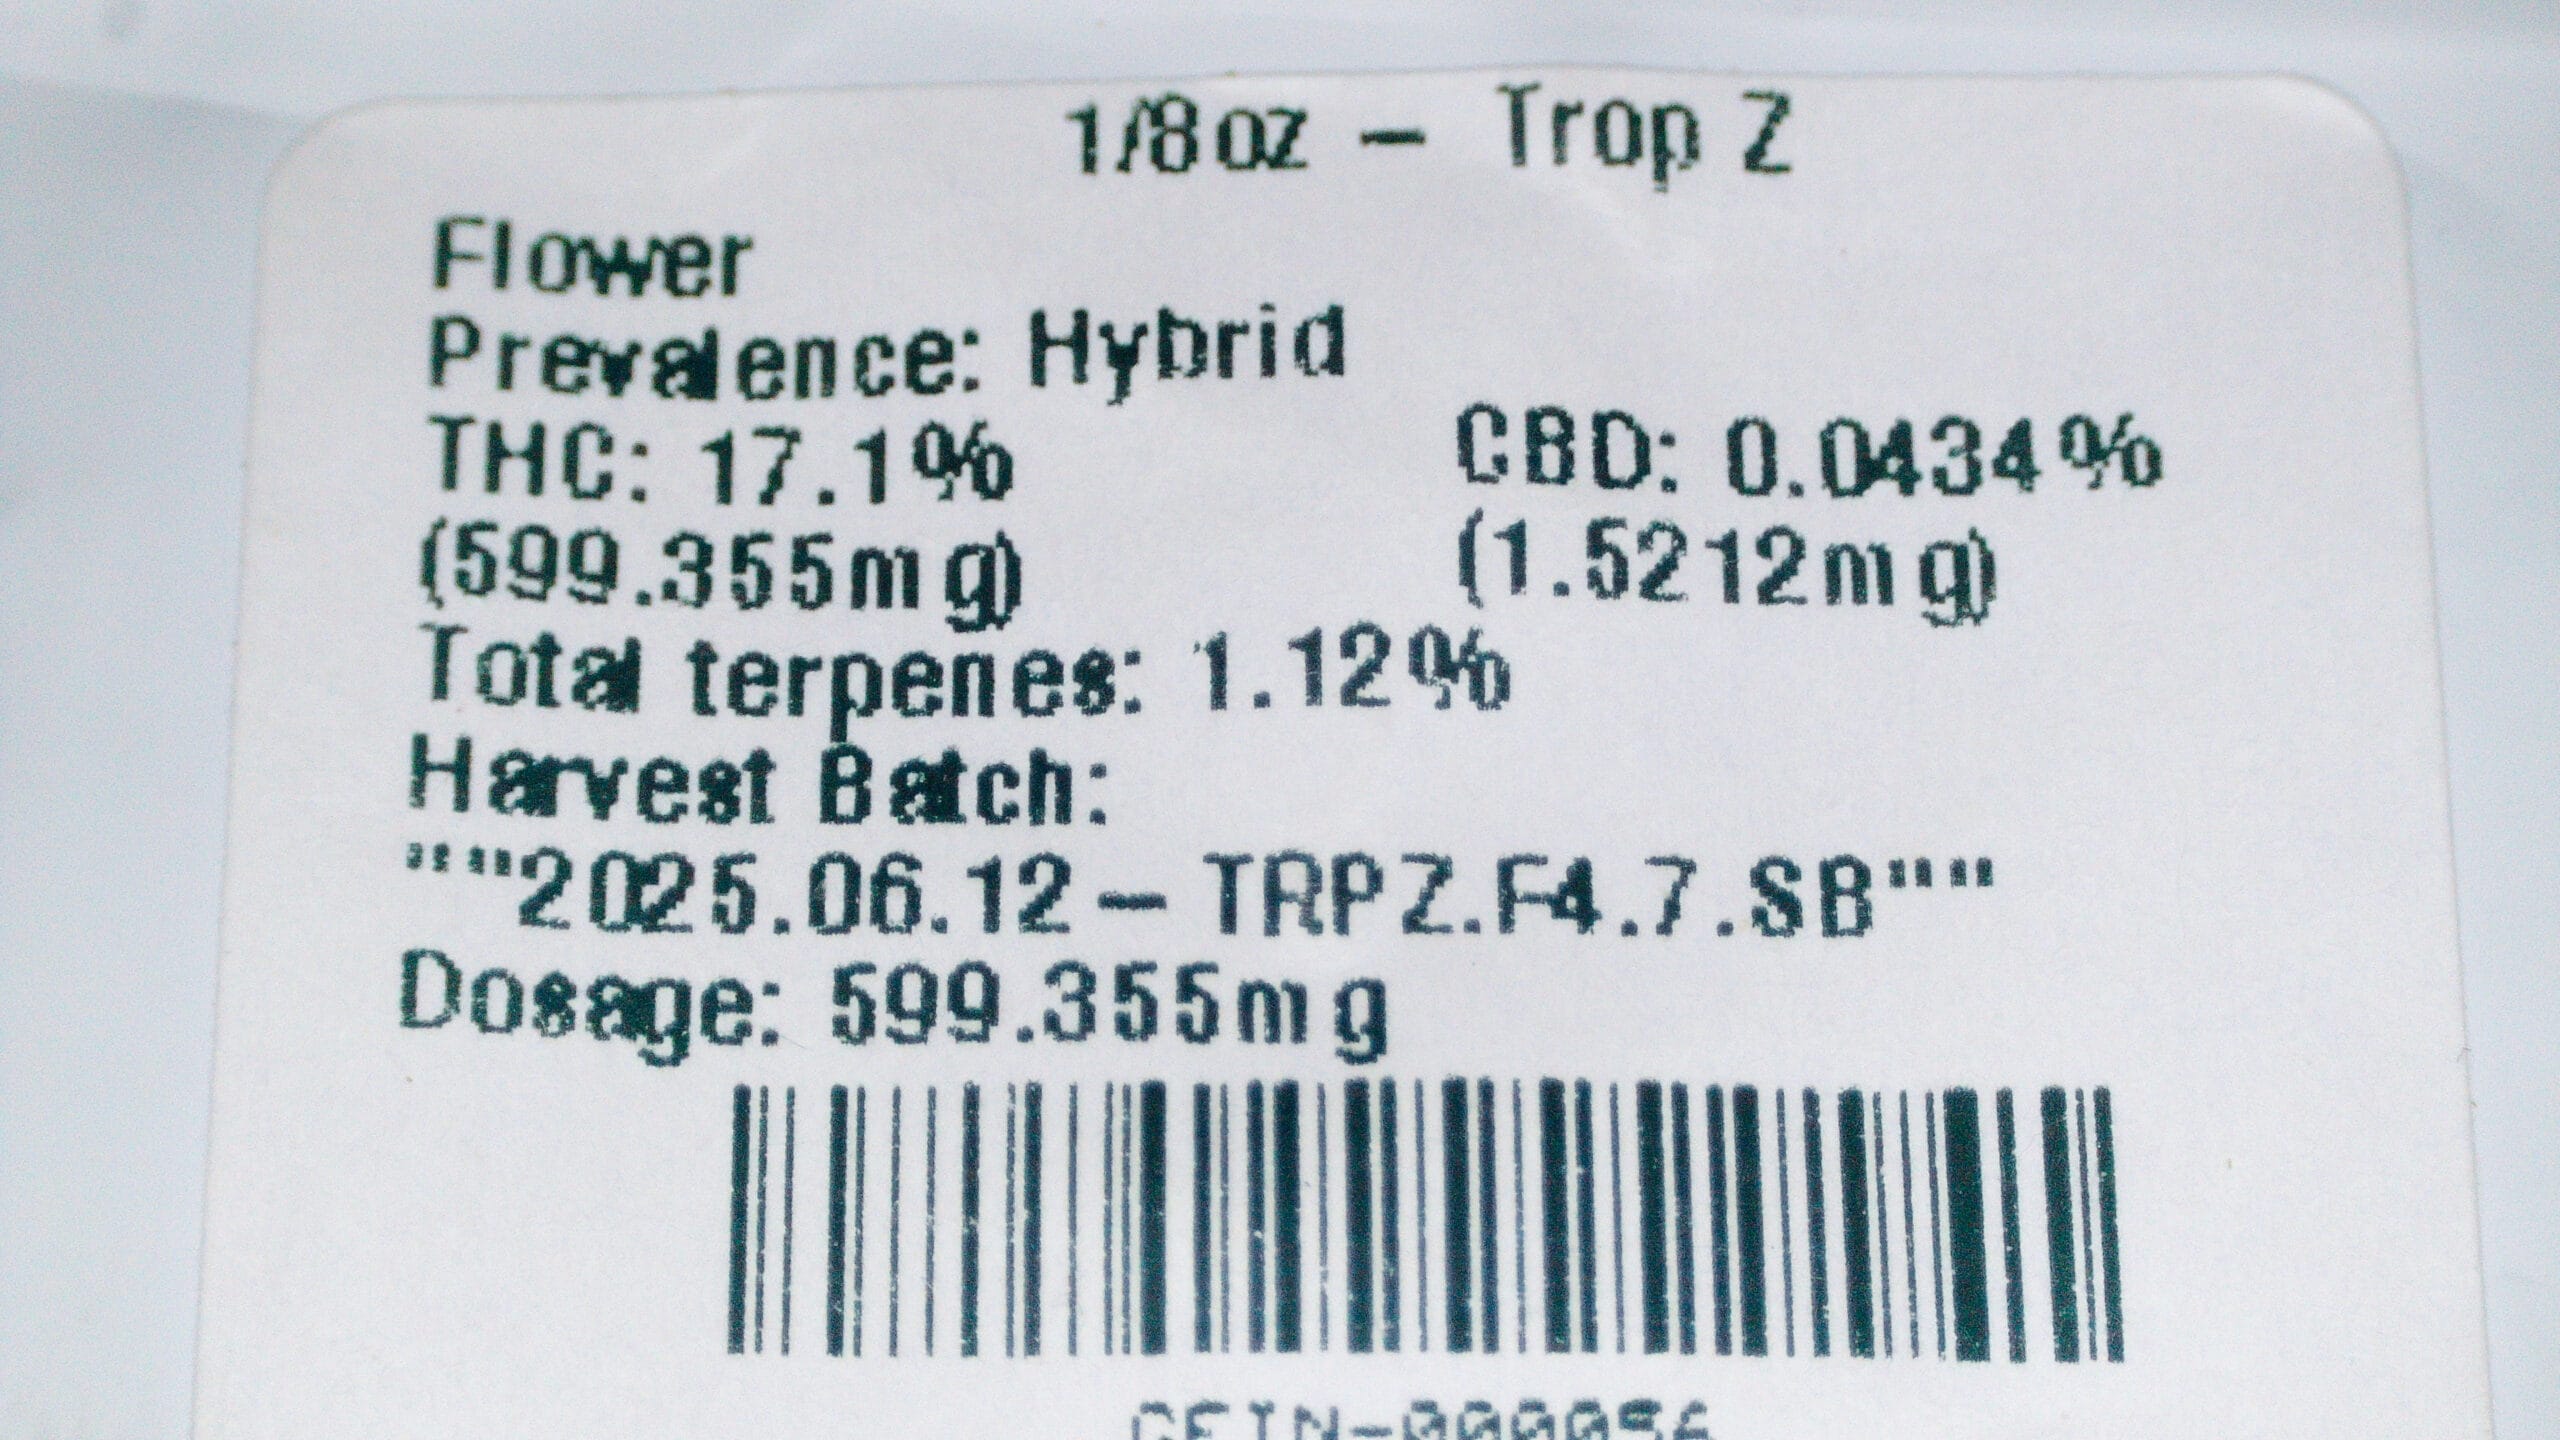 1/8oz - Trop Z
Flower
Prevalence: Hybrid
THC: 17.1% CBD: 0.0434%
(599.355mg) (1.5212mg)
Total terpenes: 1.12%
Harvest Batch:
""2025.06.12- TRPZ.F4.7.SB""
Dosage: 599.355mg